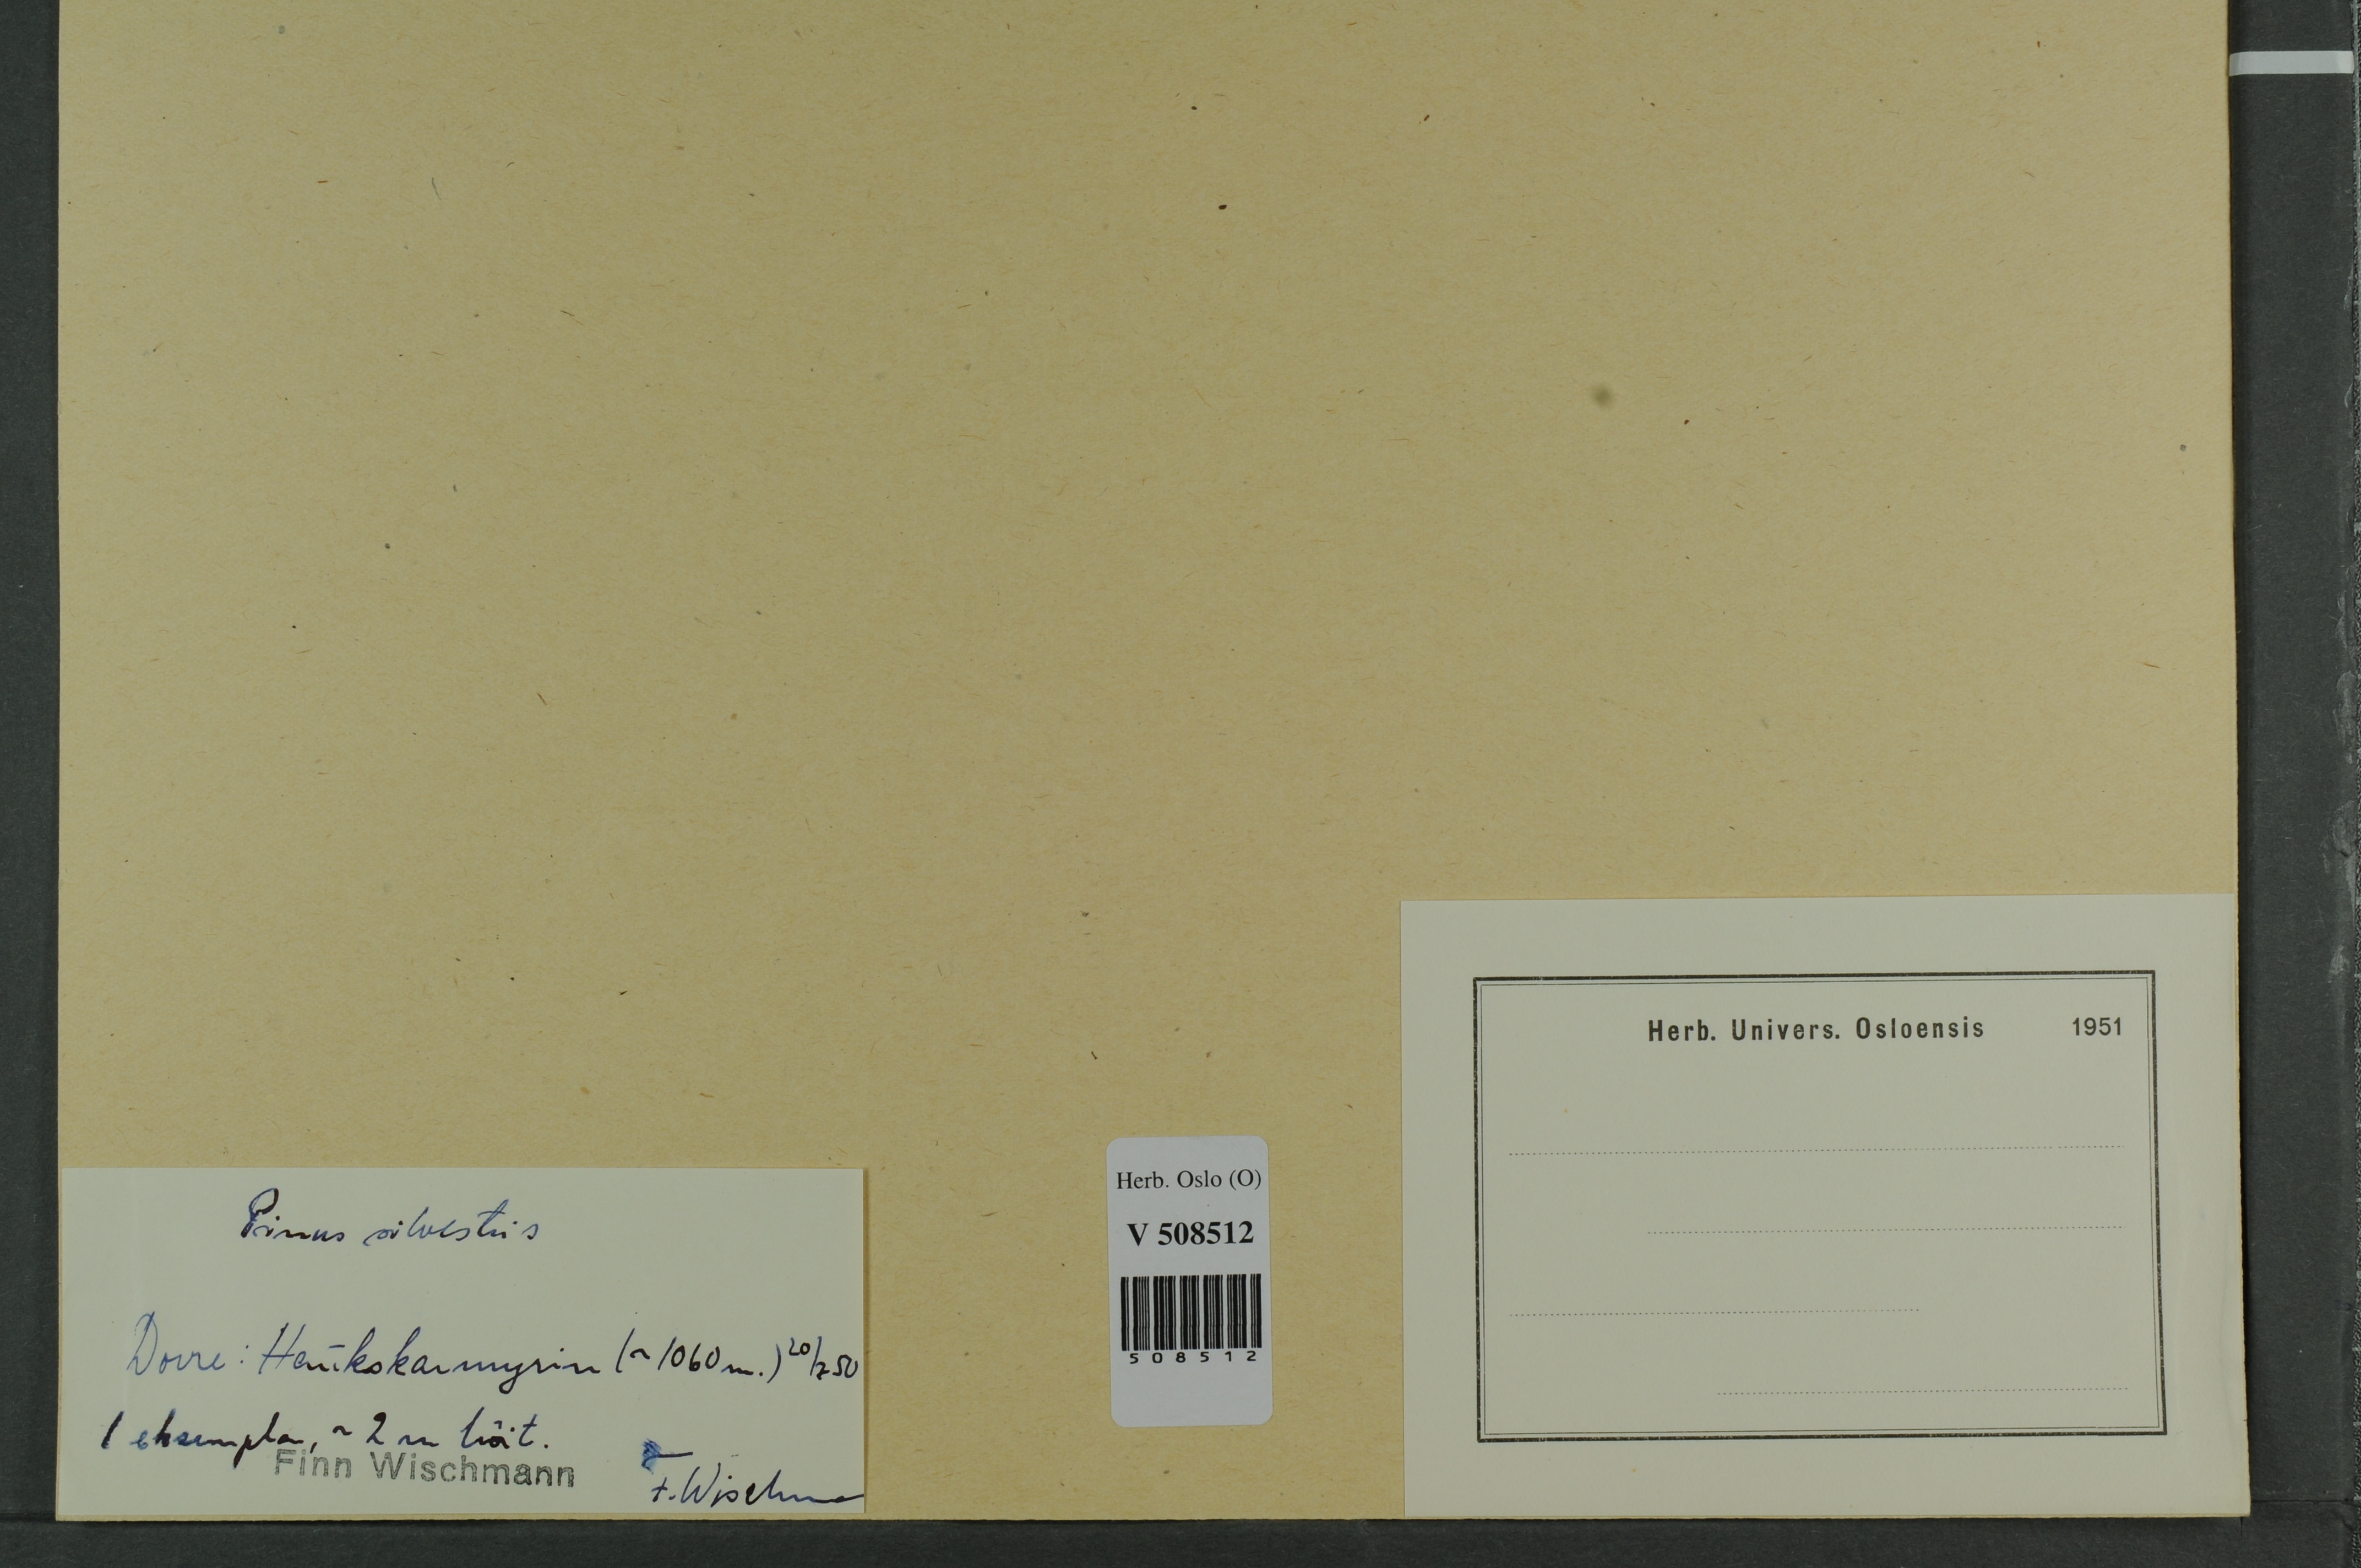 Herb. Univers. Osloensis 1951
Herb. Oslo (O)
V 508512
508512
Pinus silvestris
Dovre: Haukskarmyrin (~1060 m.) 20/7 50
1 eksemplar, ~ 2 m høit.
Finn Wischmann
F. Wischmann